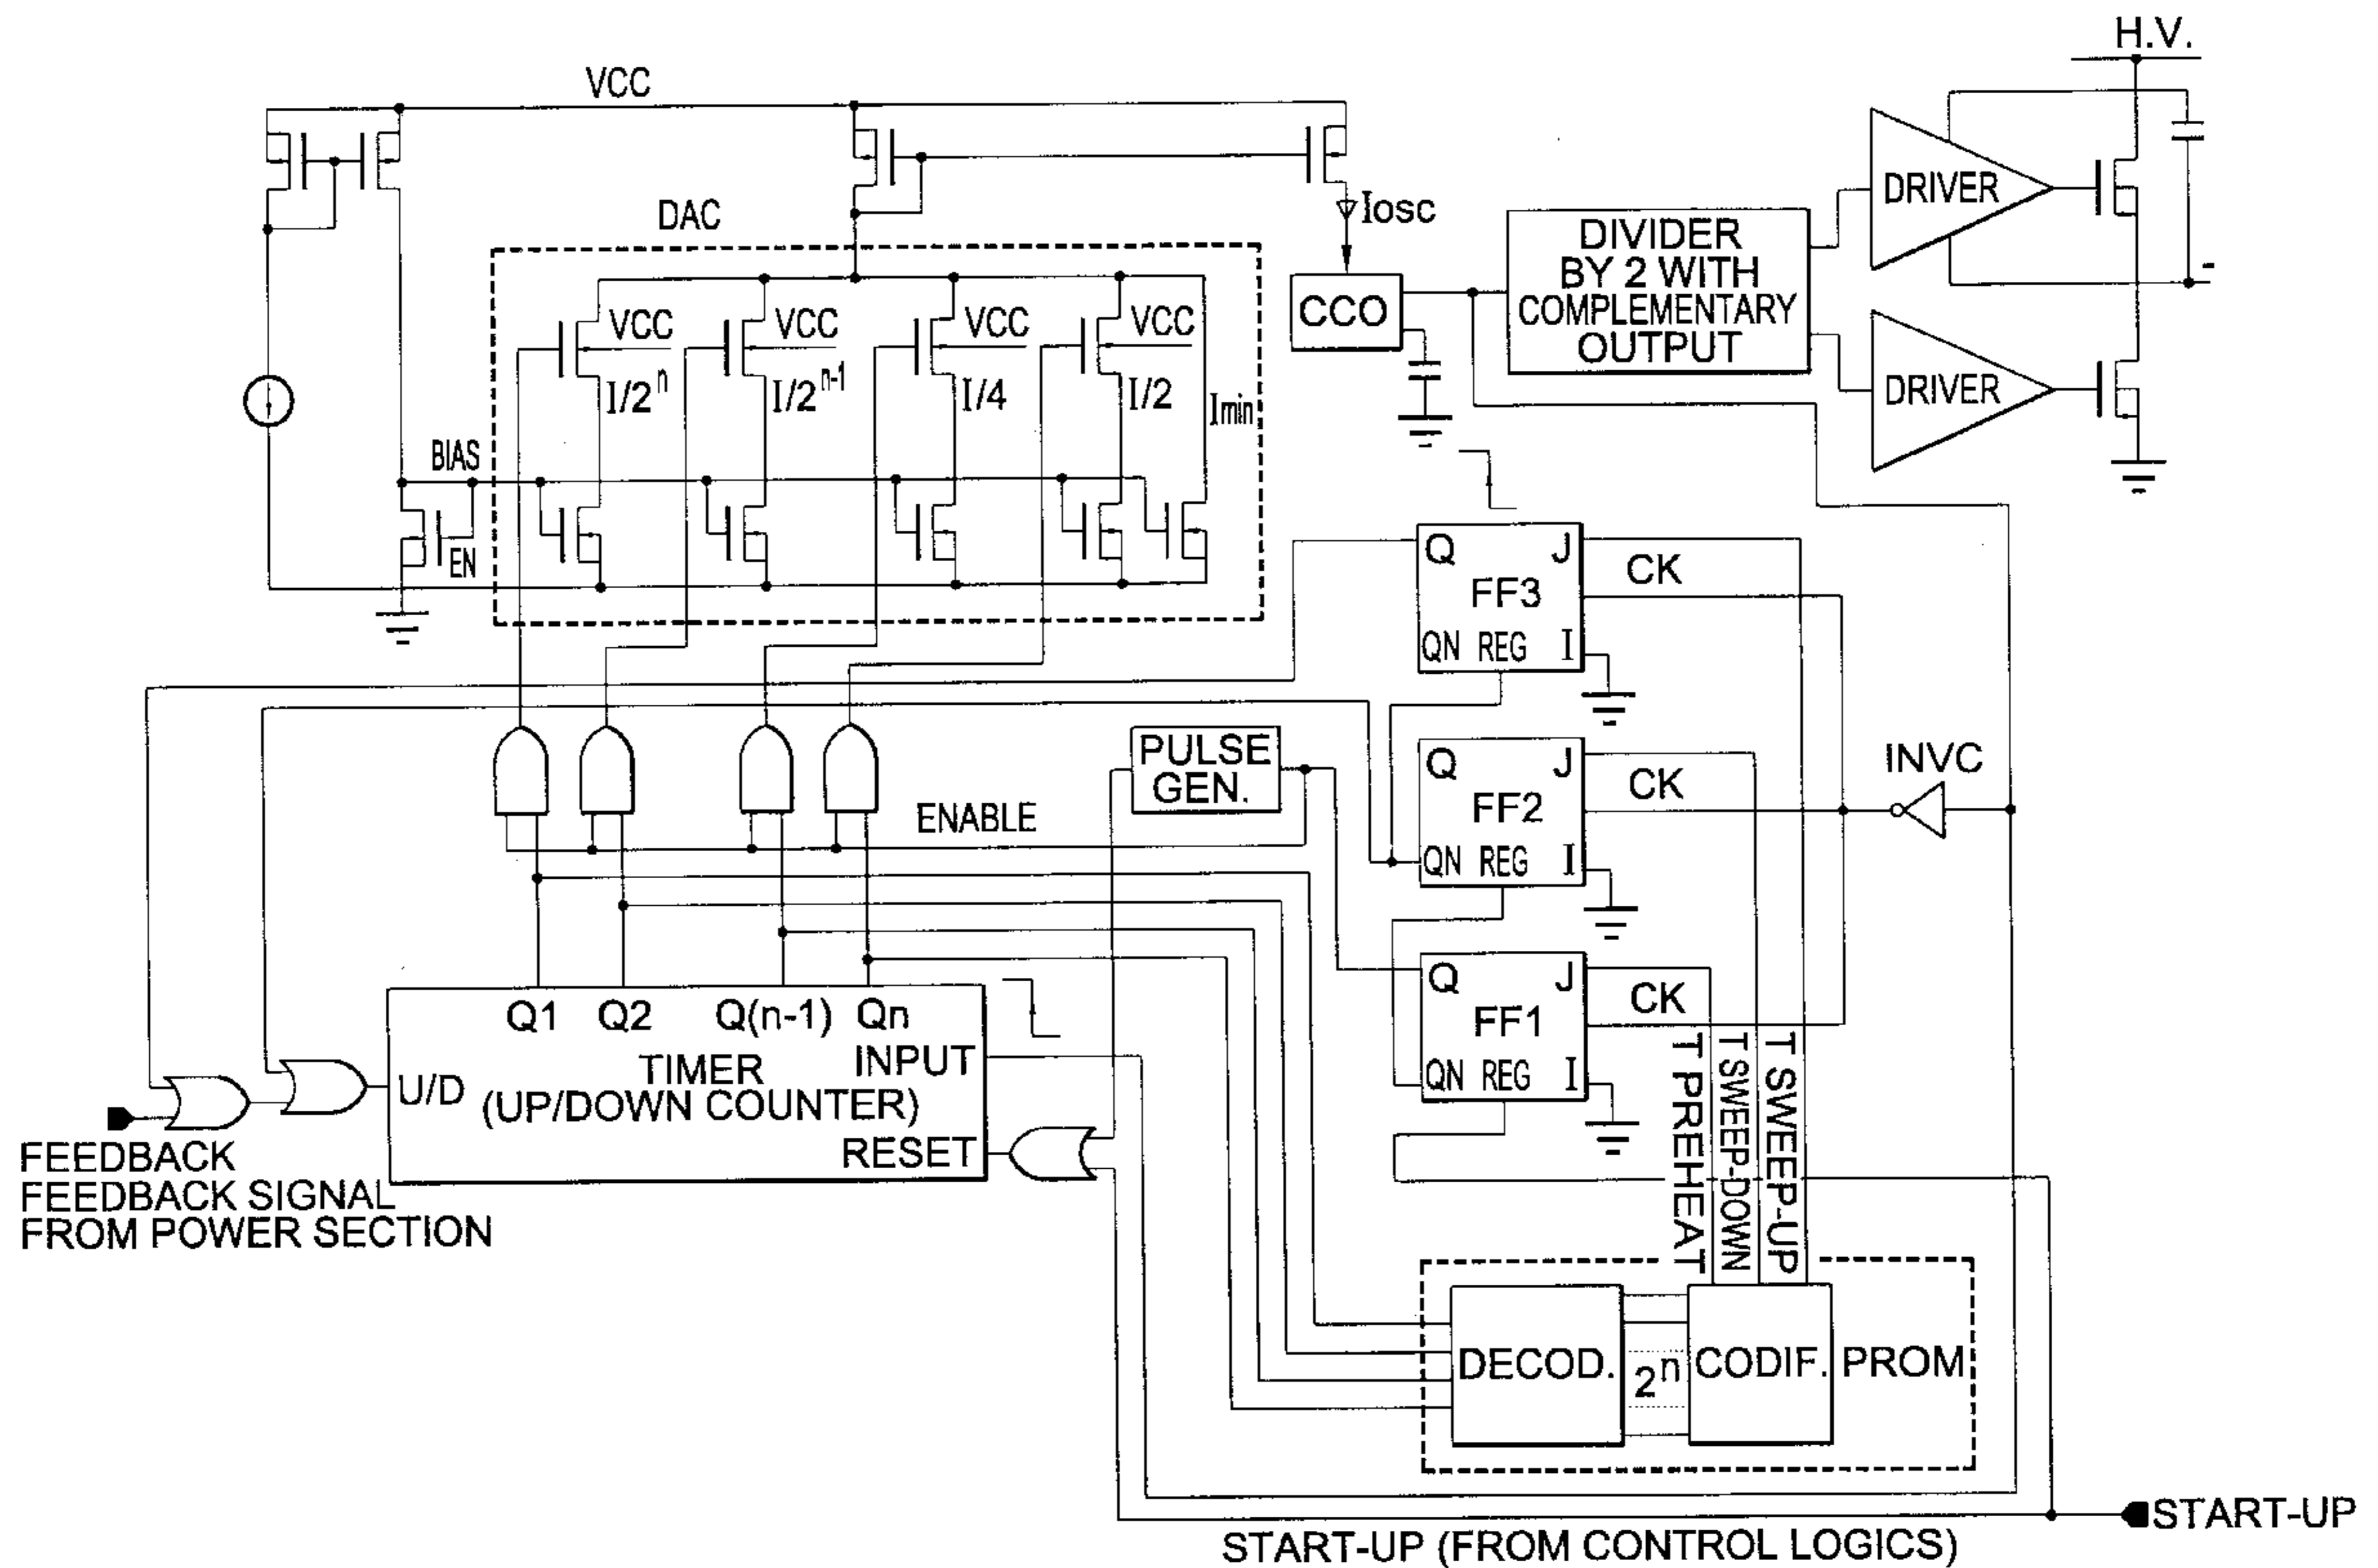 H.V.
VCC
DAC
Iosc
DRIVER
DIVIDER
BY 2 WITH
COMPLEMENTARY
OUTPUT
CCO
VCC
VCC
VCC
VCC
I/2^n
I/2^n-1
I/4
I/2
Imin
DRIVER
BIAS
EN
Q J
CK
FF3
QN REG I
PULSE
GEN.
Q J
CK
FF2
QN REG I
INVC
ENABLE
Q J
CK
FF1
QN REG I
Q1 Q2 Q(n-1) Qn
INPUT
U/D
TIMER
(UP/DOWN COUNTER)
RESET
FEEDBACK
FEEDBACK SIGNAL
FROM POWER SECTION
T PREHEAT
T SWEEP-DOWN
T SWEEP-UP
DECOD.
2^n
CODIF.
PROM
START-UP
START-UP (FROM CONTROL LOGICS)